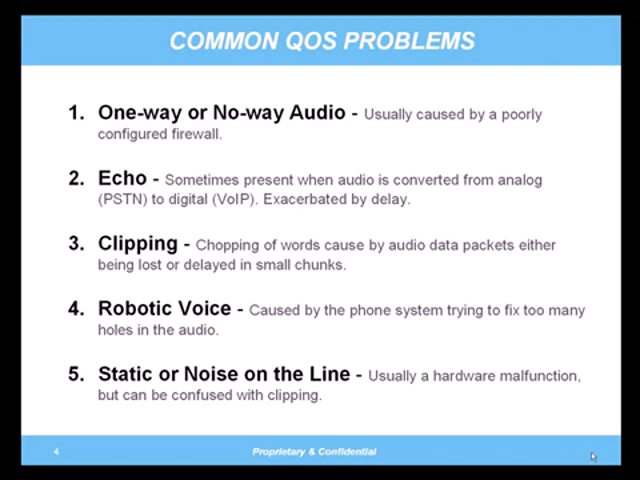 COMMON QOS PROBLEMS
1. One-way or No-way Audio - Usually caused by a poorly
configured firewall.
2. Echo - Sometimes present when audio is converted from analog
(PSTN) to digital (VoIP). Exacerbated by delay.
3. Clipping - Chopping of words cause by audio data packets either
being lost or delayed in small chunks.
4. Robotic Voice - Caused by the phone system trying to fix too many
holes in the audio.
5. Static or Noise on the Line - Usually a hardware malfunction,
but can be confused with clipping.
4 Proprietary & Confidential